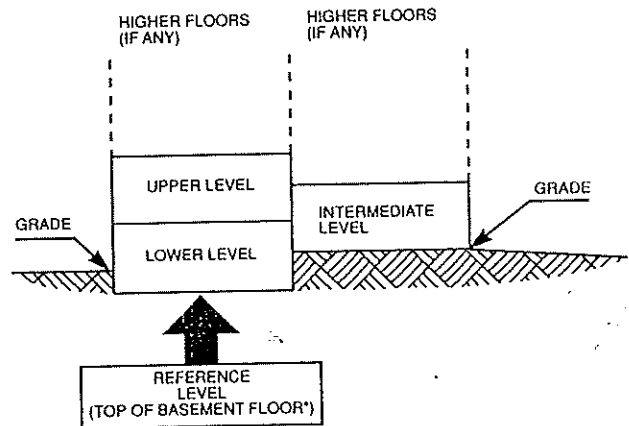 HIGHER FLOORS
(IF ANY)
HIGHER FLOORS
(IF ANY)
UPPER LEVEL
GRADE
INTERMEDIATE
LEVEL
GRADE
LOWER LEVEL
REFERENCE
LEVEL
(TOP OF BASEMENT FLOOR*)